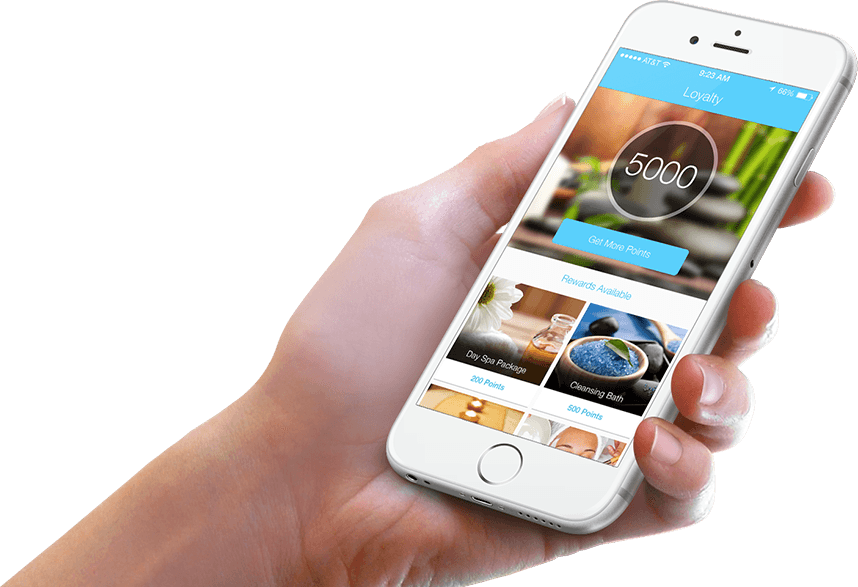 AT&T
9:23 AM
66%
Loyalty
5000
Get More Points
Rewards Available
Day Spa Package
Cleansing Bath
200 Points
500 Points